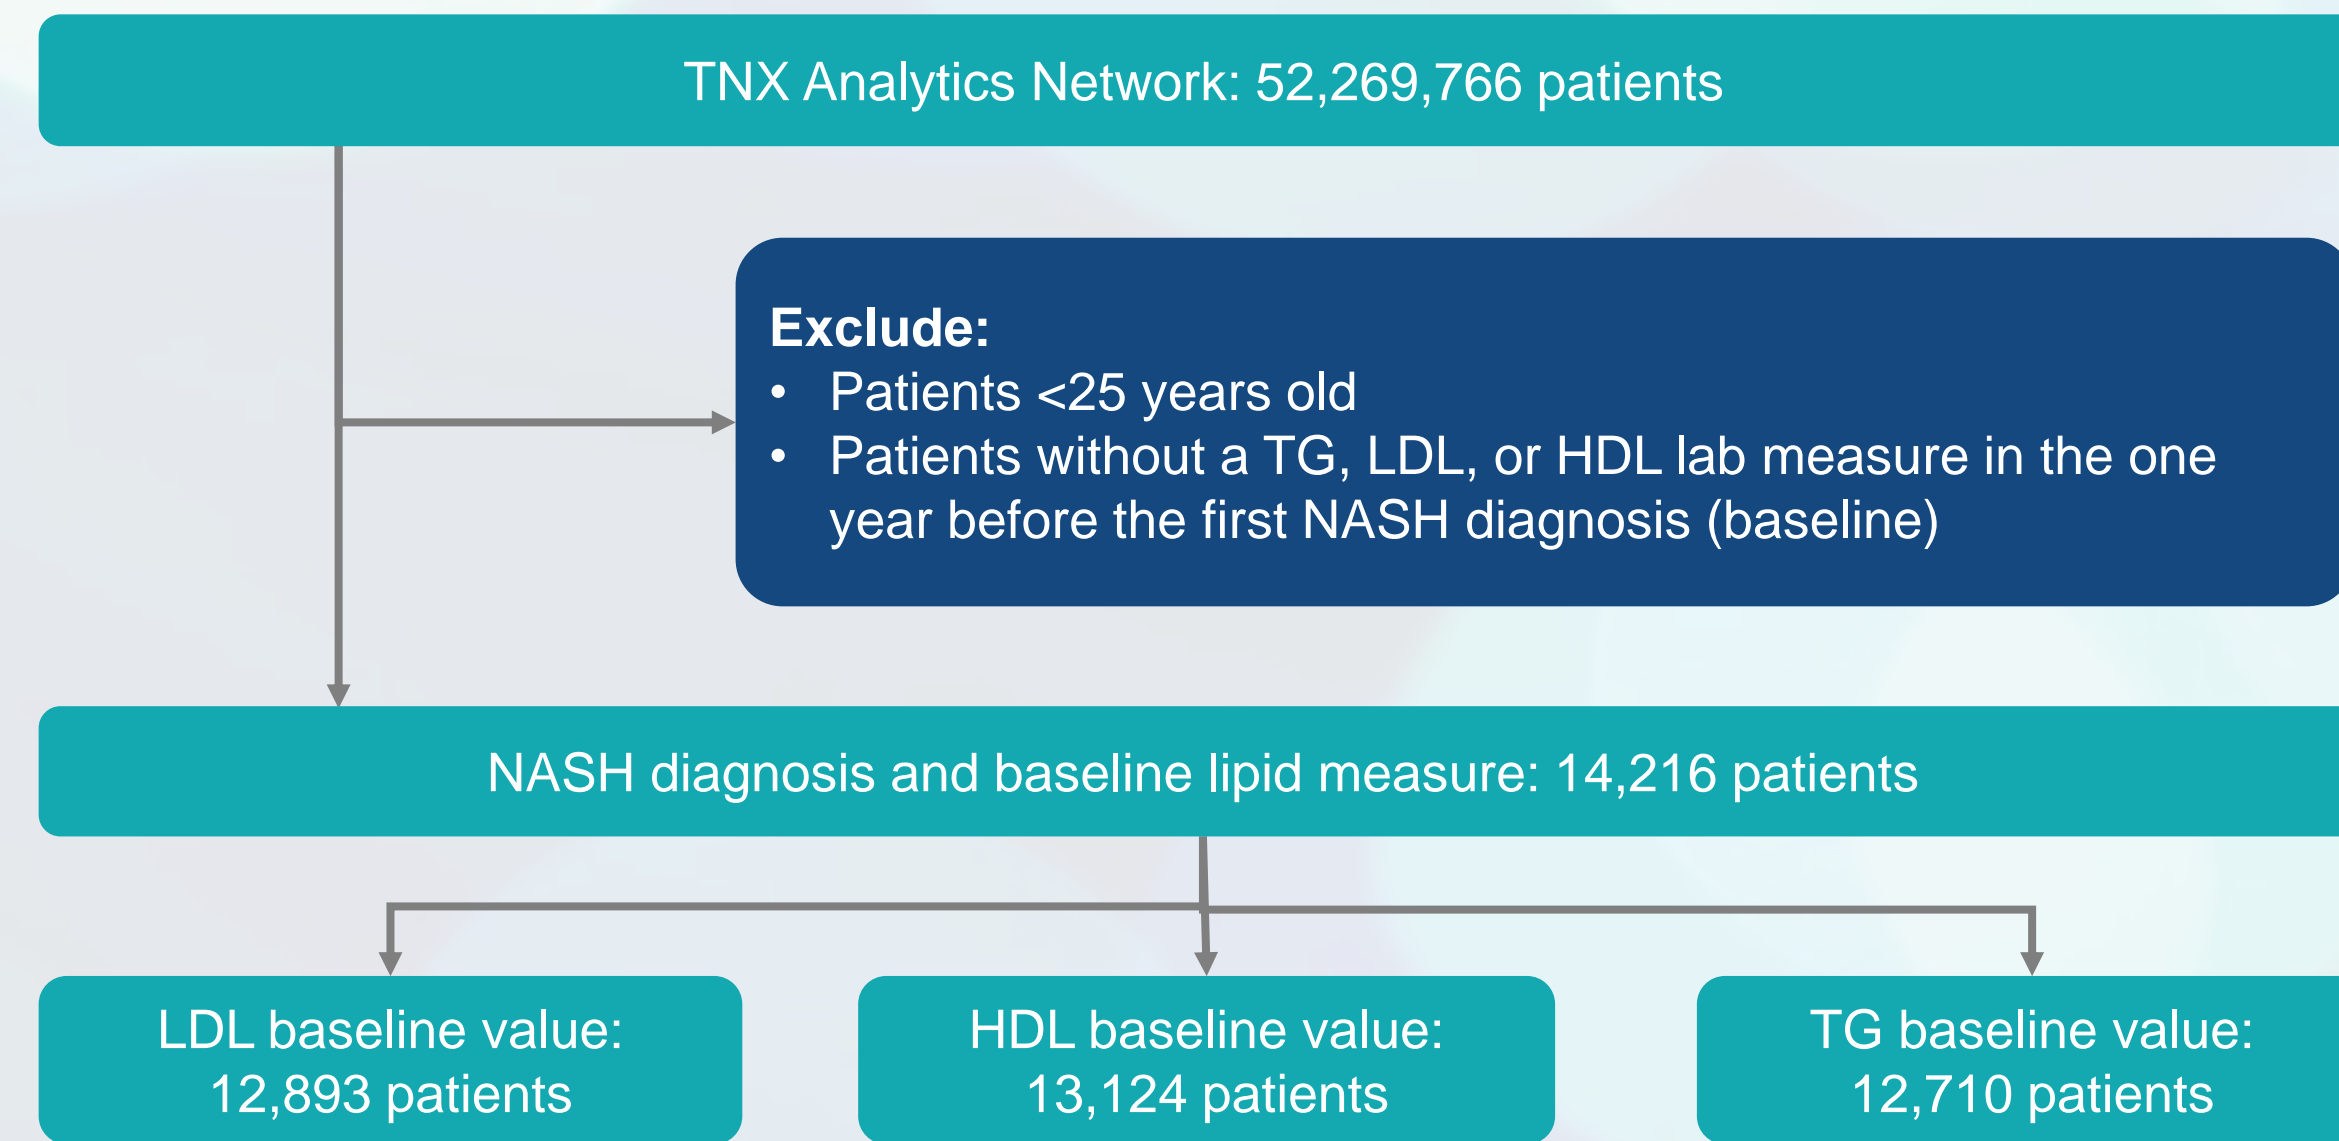 TNX Analytics Network: 52,269,766 patients
Exclude:
• Patients <25 years old
• Patients without a TG, LDL, or HDL lab measure in the one
year before the first NASH diagnosis (baseline)
NASH diagnosis and baseline lipid measure: 14,216 patients
LDL baseline value:
12,893 patients
HDL baseline value:
13,124 patients
TG baseline value:
12,710 patients